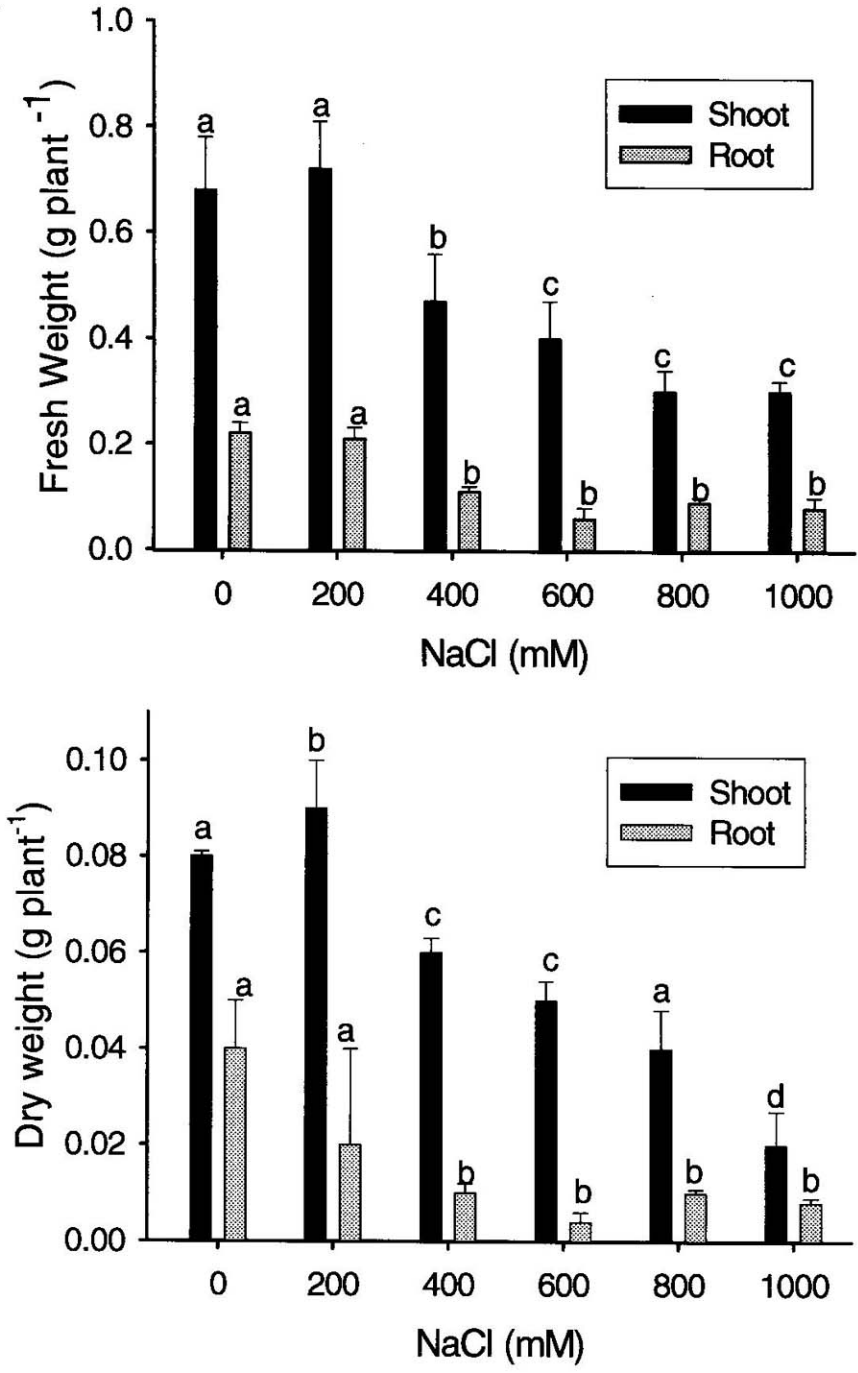 Fresh Weight (g plant ⁻¹)
1.0
0.8
0.6
0.4
0.2
0.0
Shoot
Root
a
a
b
c
c
c
a
a
b
b
b
b
0 200 400 600 800 1000
NaCl (mM)
Dry weight (g plant⁻¹)
0.10
0.08
0.06
0.04
0.02
0.00
Shoot
Root
a
b
c
c
a
d
a
a
b
b
b
b
0 200 400 600 800 1000
NaCl (mM)